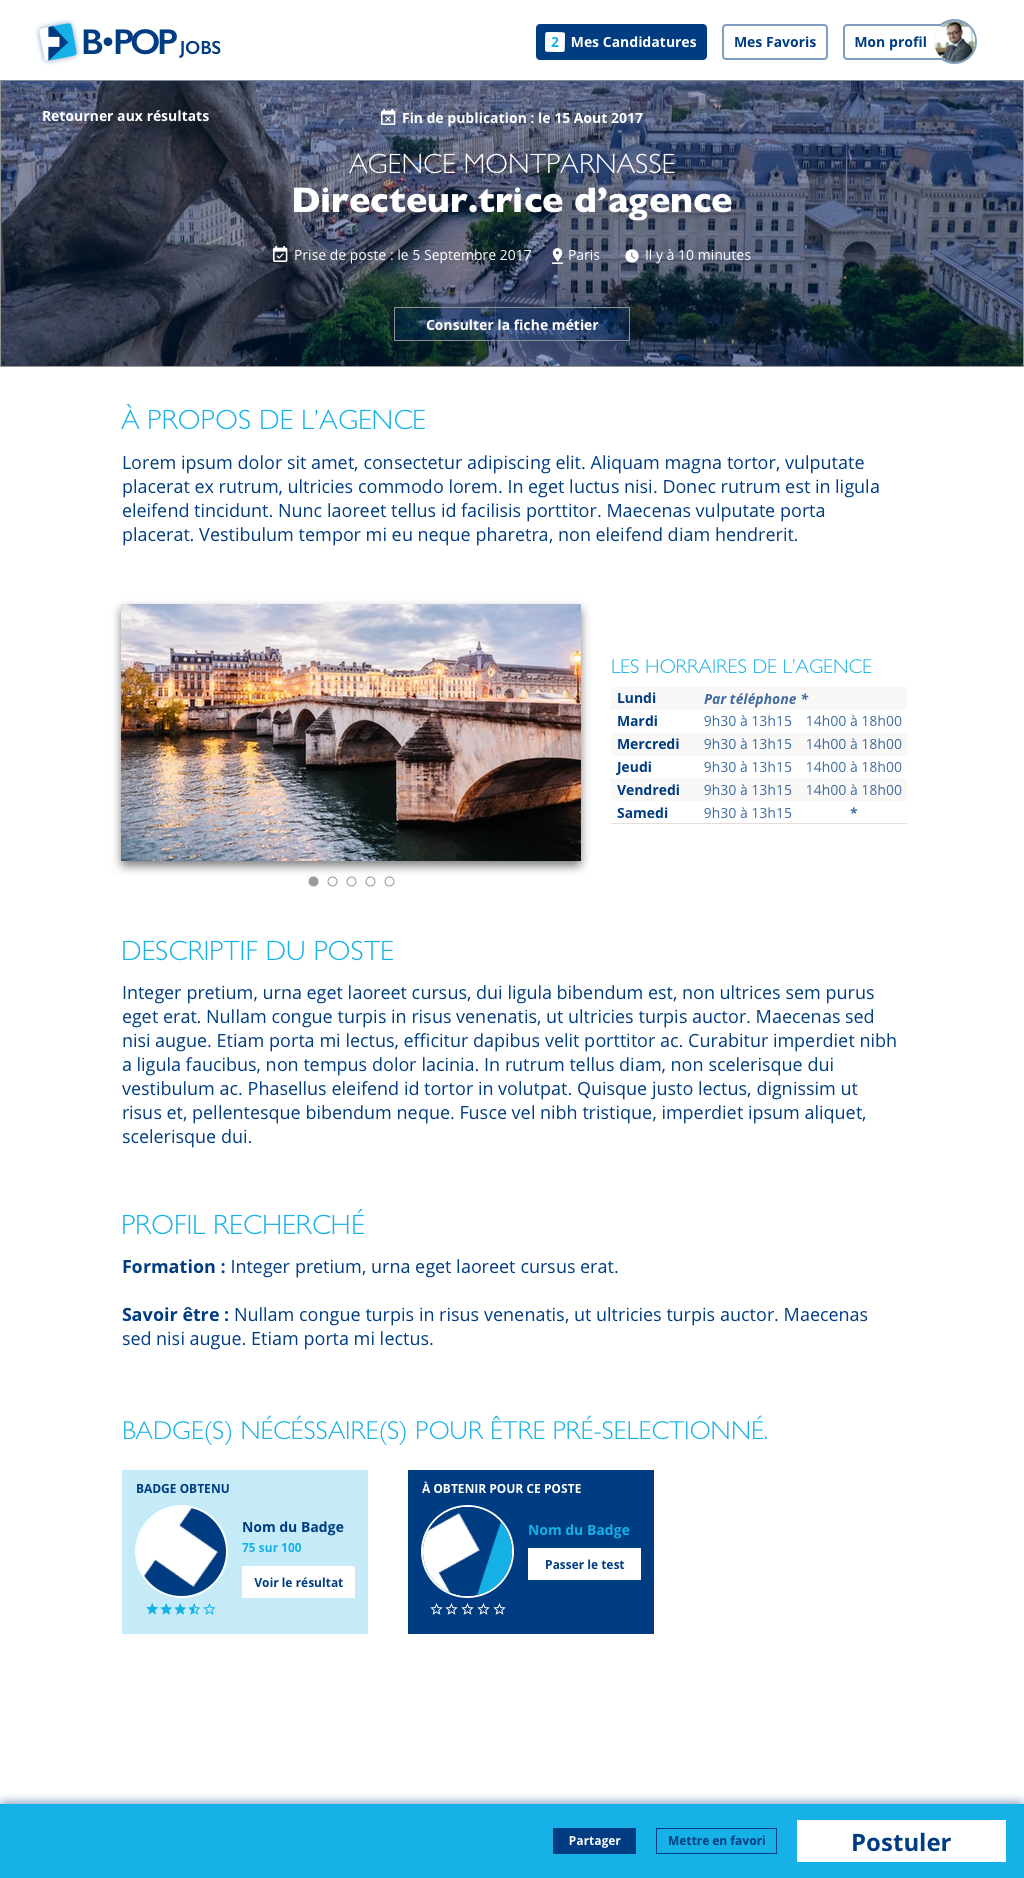 B•POP JOBS
2 Mes Candidatures
Mes Favoris
Mon profil
Retourner aux résultats
Fin de publication : le 15 Aout 2017
AGENCE MONTPARNASSE
Directeur.trice d’agence
Prise de poste : le 5 Septembre 2017
Paris
Il y à 10 minutes
Consulter la fiche métier
À PROPOS DE L’AGENCE
Lorem ipsum dolor sit amet, consectetur adipiscing elit. Aliquam magna tortor, vulputate
placerat ex rutrum, ultricies commodo lorem. In eget luctus nisi. Donec rutrum est in ligula
eleifend tincidunt. Nunc laoreet tellus id facilisis porttitor. Maecenas vulputate porta
placerat. Vestibulum tempor mi eu neque pharetra, non eleifend diam hendrerit.
LES HORRAIRES DE L’AGENCE
Lundi Par téléphone *
Mardi 9h30 à 13h15 14h00 à 18h00
Mercredi 9h30 à 13h15 14h00 à 18h00
Jeudi 9h30 à 13h15 14h00 à 18h00
Vendredi 9h30 à 13h15 14h00 à 18h00
Samedi 9h30 à 13h15 *
DESCRIPTIF DU POSTE
Integer pretium, urna eget laoreet cursus, dui ligula bibendum est, non ultrices sem purus
eget erat. Nullam congue turpis in risus venenatis, ut ultricies turpis auctor. Maecenas sed
nisi augue. Etiam porta mi lectus, efficitur dapibus velit porttitor ac. Curabitur imperdiet nibh
a ligula faucibus, non tempus dolor lacinia. In rutrum tellus diam, non scelerisque dui
vestibulum ac. Phasellus eleifend id tortor in volutpat. Quisque justo lectus, dignissim ut
risus et, pellentesque bibendum neque. Fusce vel nibh tristique, imperdiet ipsum aliquet,
scelerisque dui.
PROFIL RECHERCHÉ
Formation : Integer pretium, urna eget laoreet cursus erat.
Savoir être : Nullam congue turpis in risus venenatis, ut ultricies turpis auctor. Maecenas
sed nisi augue. Etiam porta mi lectus.
BADGE(S) NÉCÉSSAIRE(S) POUR ÊTRE PRÉ-SELECTIONNÉ.
BADGE OBTENU
Nom du Badge
75 sur 100
Voir le résultat
À OBTENIR POUR CE POSTE
Nom du Badge
Passer le test
Partager
Mettre en favori
Postuler